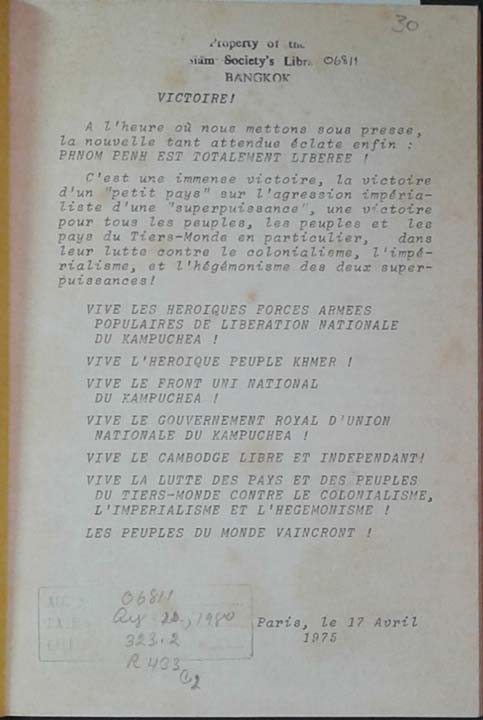 30
Property of the
Siam Society's Libr. 06811
BANGKOK
VICTOIRE!
A l'heure où nous mettons sous presse,
la nouvelle tant attendue éclate enfin :
PHNOM PENH EST TOTALEMENT LIBEREE !
C'est une immense victoire, la victoire
d'un "petit pays" sur l'agression impéria-
liste d'une "superpuissance", une victoire
pour tous les peuples, les peuples et les
pays du Tiers-Monde en particulier, dans
leur lutte contre le colonialisme, l'impé-
rialisme, et l'hégémonisme des deux super-
puissances!
VIVE LES HEROIQUES FORCES ARMEES
POPULAIRES DE LIBERATION NATIONALE
DU KAMPUCHEA !
VIVE L'HEROIQUE PEUPLE KHMER !
VIVE LE FRONT UNI NATIONAL
DU KAMPUCHEA !
VIVE LE GOUVERNEMENT ROYAL D'UNION
NATIONALE DU KAMPUCHEA !
VIVE LE CAMBODGE LIBRE ET INDEPENDANT!
VIVE LA LUTTE DES PAYS ET DES PEUPLES
DU TIERS-MONDE CONTRE LE COLONIALISME,
L'IMPERIALISME ET L'HEGEMONISME !
LES PEUPLES DU MONDE VAINCRONT !
06811
1980
323.2
R 433
Paris, le 17 Avril
1975